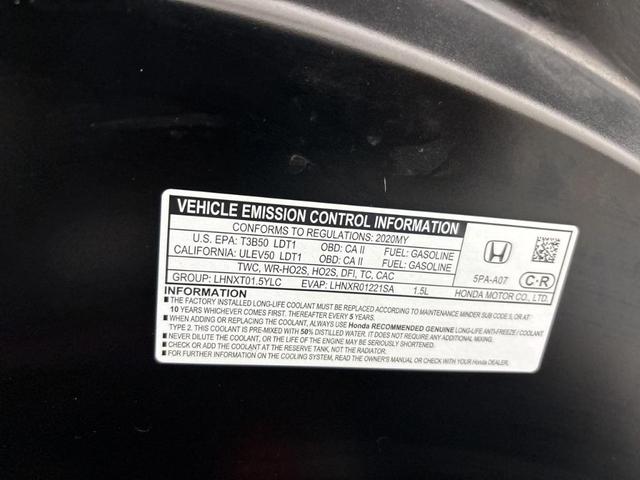 VEHICLE EMISSION CONTROL INFORMATION
CONFORMS TO REGULATIONS: 2020MY
U.S. EPA: T3B50 LDT1 OBD: CA II FUEL: GASOLINE
CALIFORNIA: ULEV50 LDT1 OBD: CA II FUEL: GASOLINE
TWC, WR-HO2S, HO2S, DFI, TC, CAC
GROUP: LHNXT01.5YLC EVAP: LHNXR01221SA 1.5L
5PA-A07 C-R
HONDA MOTOR CO., LTD.
■ THE FACTORY INSTALLED LONG-LIFE COOLANT MUST BE REPLACED ACCORDING TO MAINTENANCE MINDER SUB CODE 5, OR AT
10 YEARS WHICHEVER COMES FIRST. THEREAFTER EVERY 5 YEARS.
■ WHEN ADDING OR REPLACING THE COOLANT, ALWAYS USE Honda RECOMMENDED GENUINE LONG-LIFE ANTI-FREEZE / COOLANT
TYPE 2. THIS COOLANT IS PRE-MIXED WITH 50% DISTILLED WATER. IT DOES NOT REQUIRE ANY ADDITIONAL MIXING.
■ NEVER DILUTE THE COOLANT, OR THE LIFE OF THE ENGINE MAY BE SERIOUSLY SHORTENED.
■ ADD COOLANT AT THE RESERVE TANK, NOT THE RADIATOR.
■ FOR FURTHER INFORMATION ON THE COOLING SYSTEM, READ THE OWNER'S MANUAL OR CHECK WITH YOUR Honda DEALER.